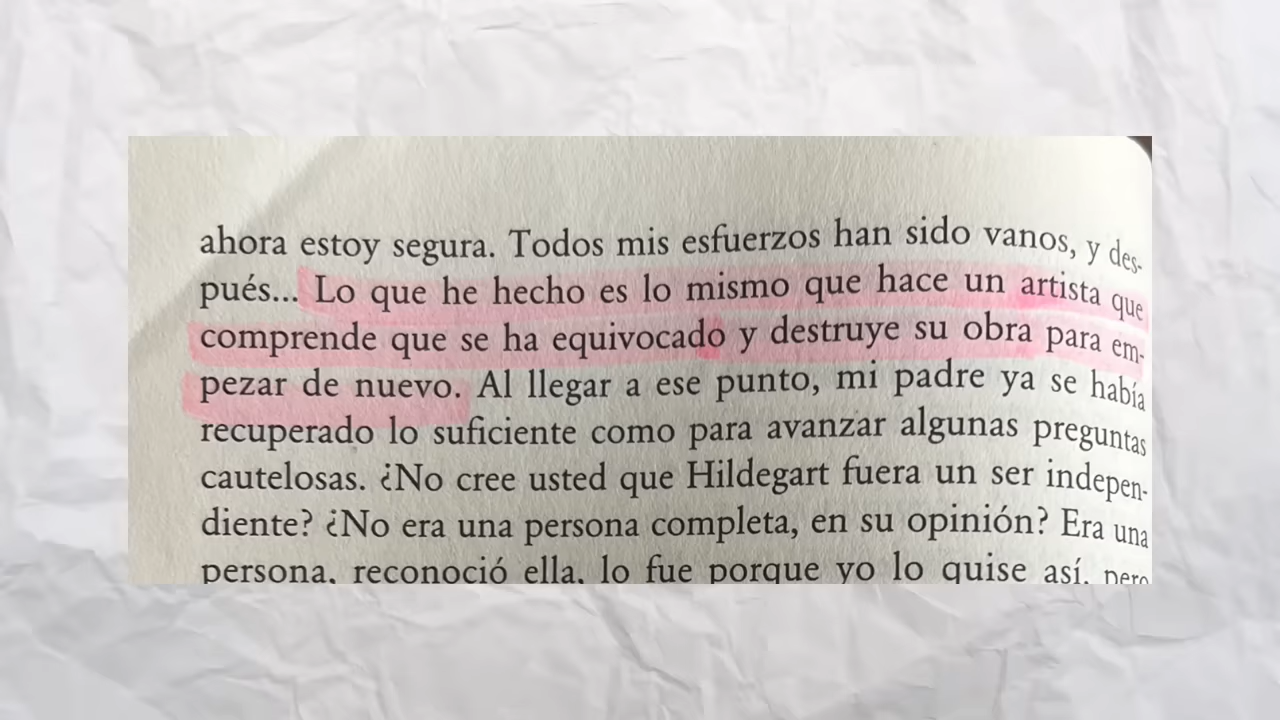 ahora estoy segura. Todos mis esfuerzos han sido vanos, y des-
pués... Lo que he hecho es lo mismo que hace un artista que
comprende que se ha equivocado y destruye su obra para em-
pezar de nuevo. Al llegar a ese punto, mi padre ya se había
recuperado lo suficiente como para avanzar algunas preguntas
cautelosas. ¿No cree usted que Hildegart fuera un ser indepen-
diente? ¿No era una persona completa, en su opinión? Era una
persona, reconoció ella, lo fue porque yo lo quise así, pero